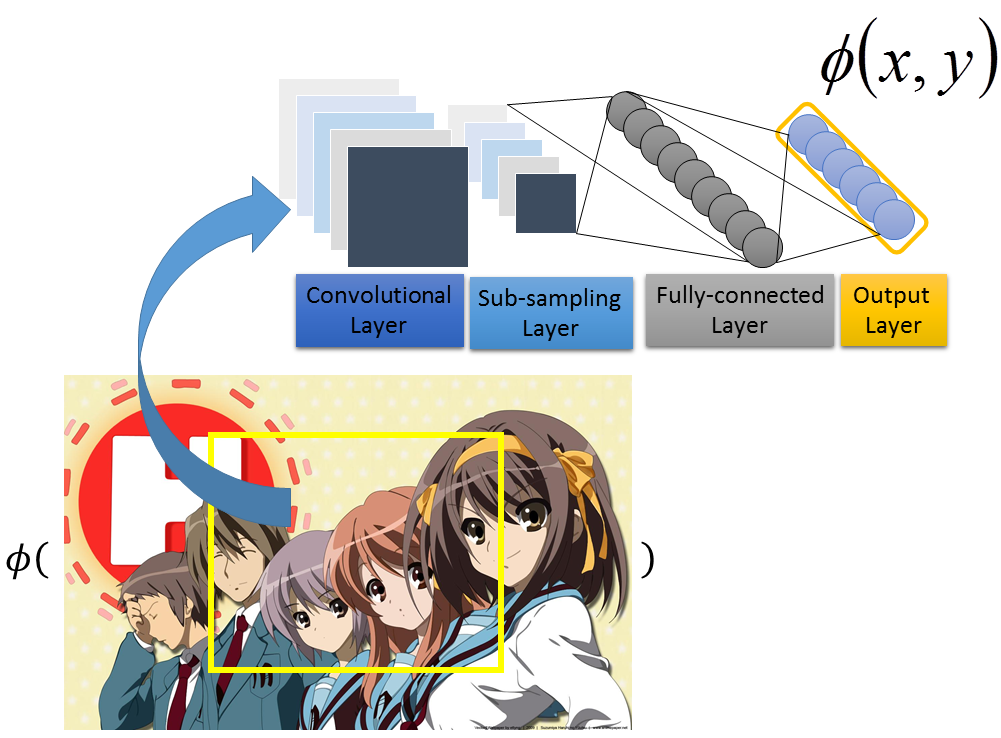 ϕ(x, y)
Convolutional
Layer
Sub-sampling
Layer
Fully-connected
Layer
Output
Layer
ϕ( )